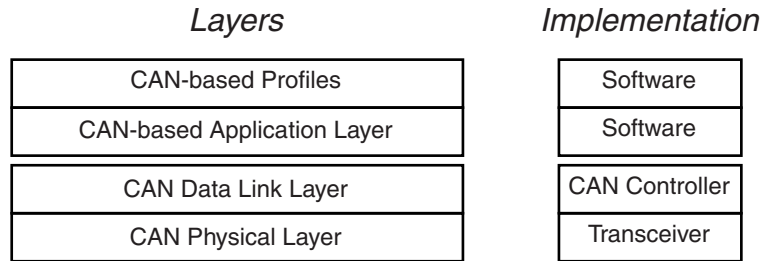 Layers Implementation
CAN-based Profiles Software
CAN-based Application Layer Software
CAN Data Link Layer CAN Controller
CAN Physical Layer Transceiver